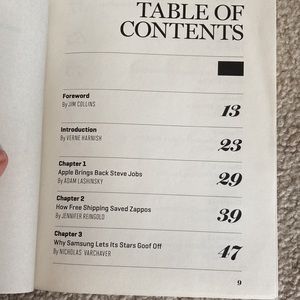 TABLE OF
CONTENTS
Foreword
By JIM COLLINS
13
Introduction
By VERNE HARNISH
23
Chapter 1
Apple Brings Back Steve Jobs
By ADAM LASHINSKY
29
Chapter 2
How Free Shipping Saved Zappos
By JENNIFER REINGOLD
39
Chapter 3
Why Samsung Lets Its Stars Goof Off
By NICHOLAS VARCHAVER
47
9